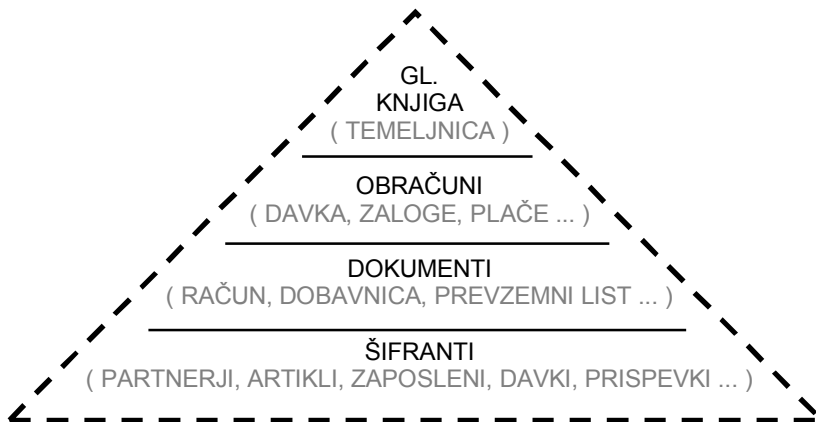 GL.
KNJIGA
( TEMELJNICA )
OBRAČUNI
( DAVKA, ZALOGE, PLAČE ... )
DOKUMENTI
( RAČUN, DOBAVNICA, PREVZEMNI LIST ... )
ŠIFRANTI
( PARTNERJI, ARTIKLI, ZAPOSLENI, DAVKI, PRISPEVKI ... )